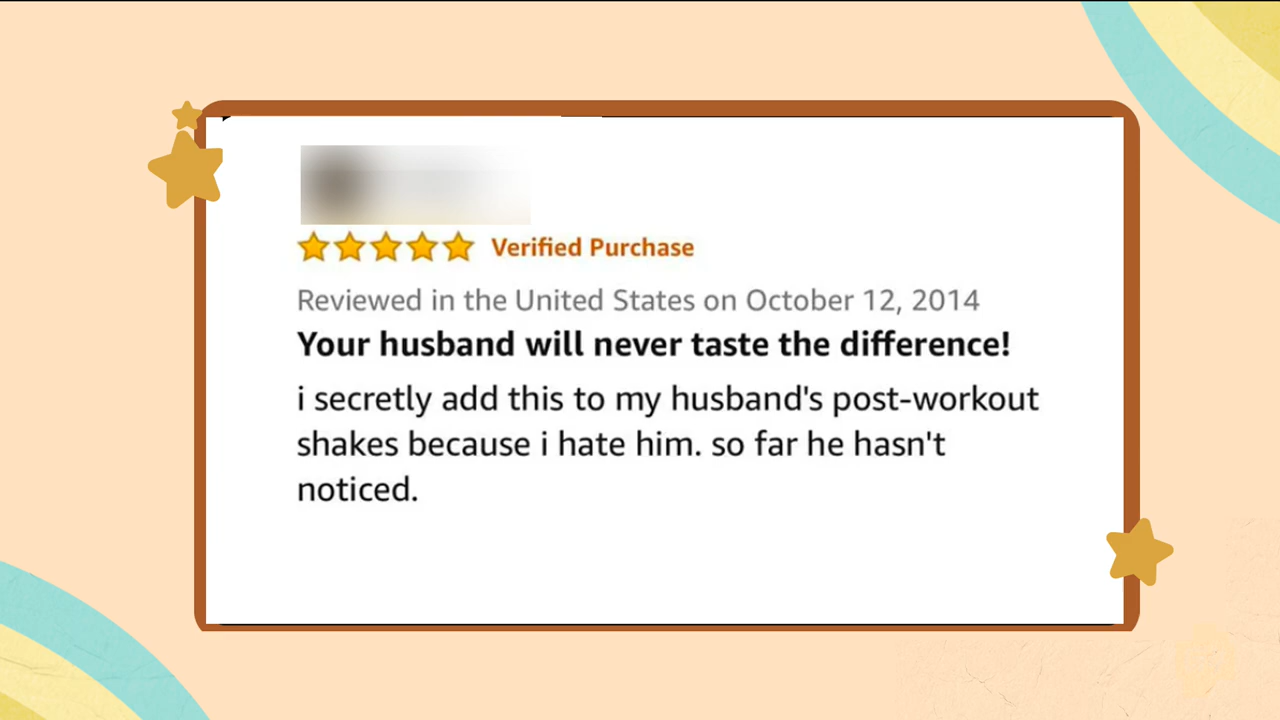 Verified Purchase
Reviewed in the United States on October 12, 2014
Your husband will never taste the difference!
i secretly add this to my husband's post-workout
shakes because i hate him. so far he hasn't
noticed.